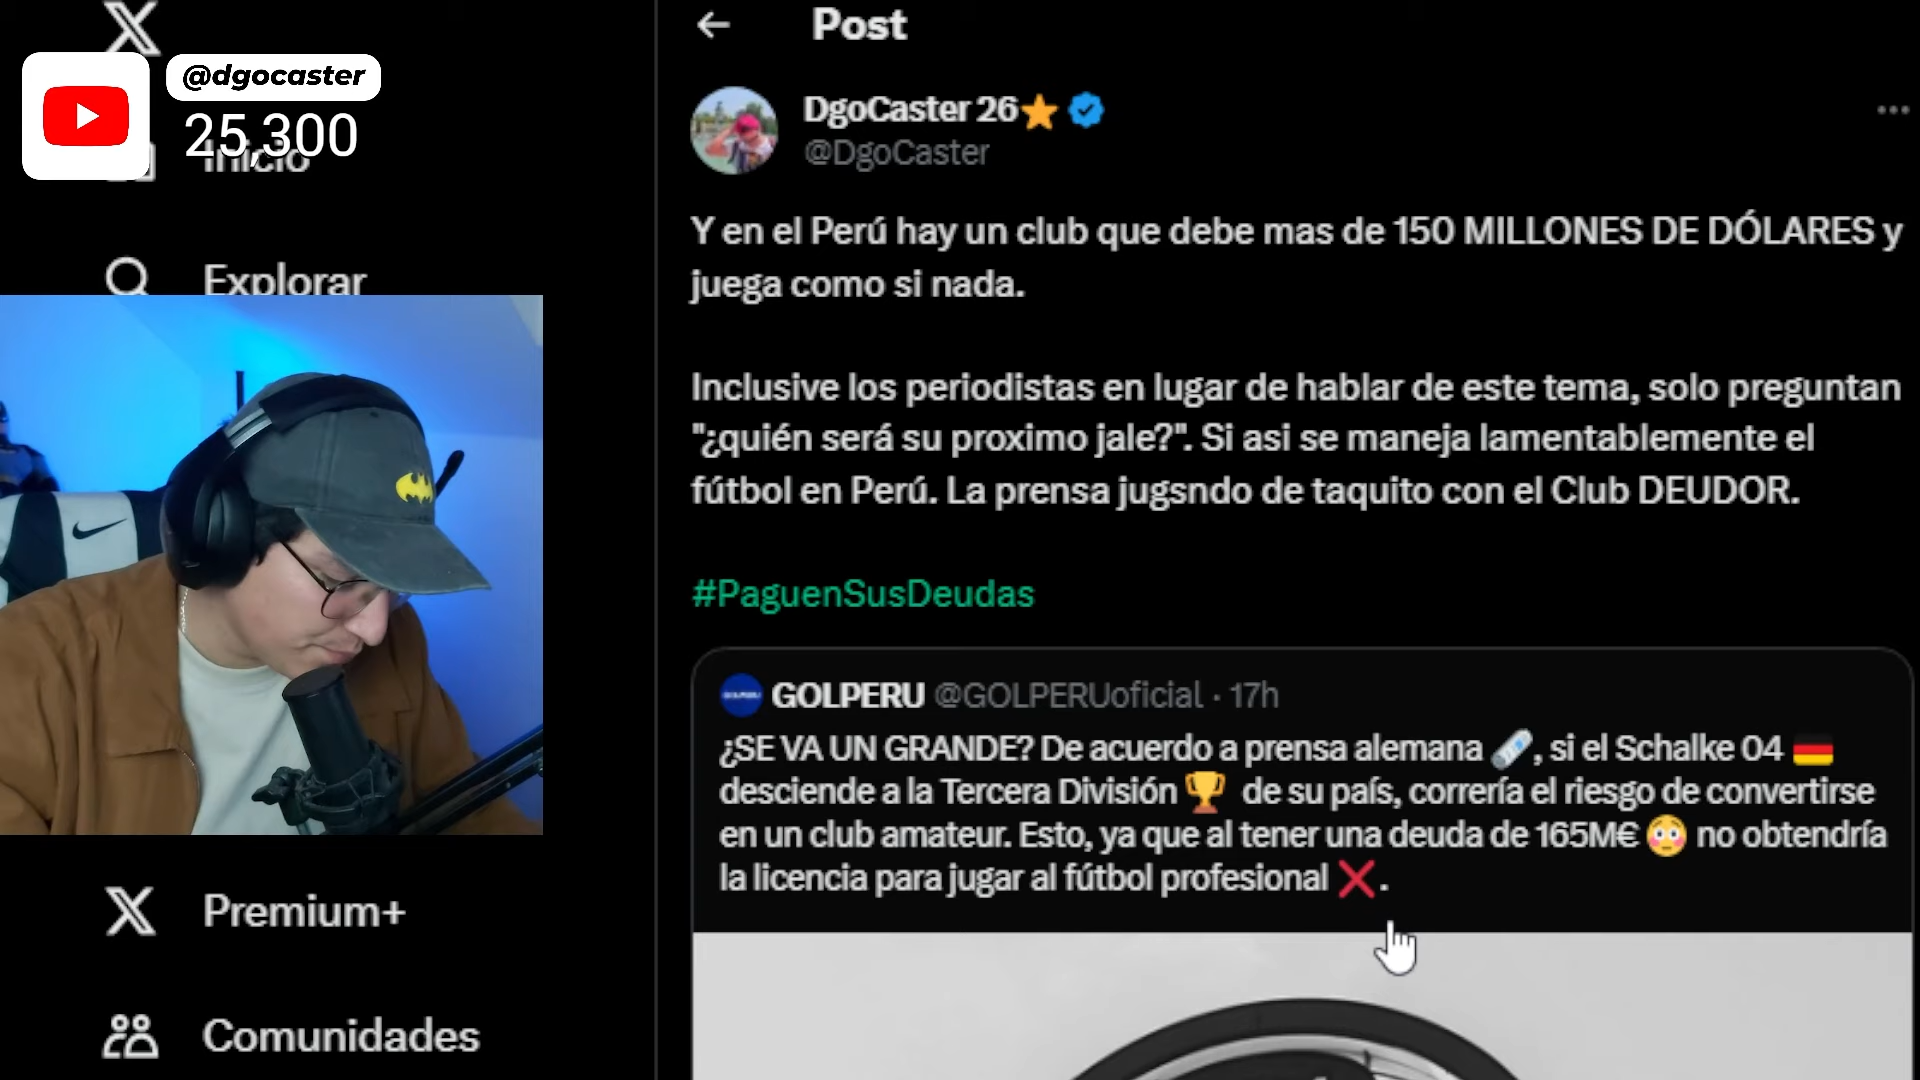 @dgocaster
25,300
Inicio
Explorar
Premium+
Comunidades
Post
DgoCaster 26
@DgoCaster
Y en el Perú hay un club que debe mas de 150 MILLONES DE DÓLARES y
juega como si nada.
Inclusive los periodistas en lugar de hablar de este tema, solo preguntan
"¿quién será su proximo jale?". Si asi se maneja lamentablemente el
fútbol en Perú. La prensa jugsndo de taquito con el Club DEUDOR.
#PaguenSusDeudas
GOLPERU @GOLPERUoficial · 17h
¿SE VA UN GRANDE? De acuerdo a prensa alemana 🗞️, si el Schalke 04 🇩🇪
desciende a la Tercera División 🏆 de su país, correría el riesgo de convertirse
en un club amateur. Esto, ya que al tener una deuda de 165M€ 😳 no obtendría
la licencia para jugar al fútbol profesional ❌.